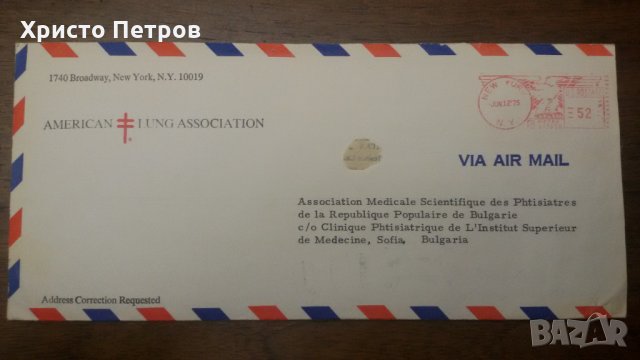 Христо Петров
1740 Broadway, New York, N.Y. 10019
AMERICAN LUNG ASSOCIATION
NEW YORK
JUN 12 '75
N.Y.
52
VIA AIR MAIL
Association Medicale Scientifique des Phtisiatres
de la Republique Populaire de Bulgarie
c/o Clinique Phtisiatrique de L'Institut Superieur
de Medecine, Sofia, Bulgaria
Address Correction Requested
BAZAR